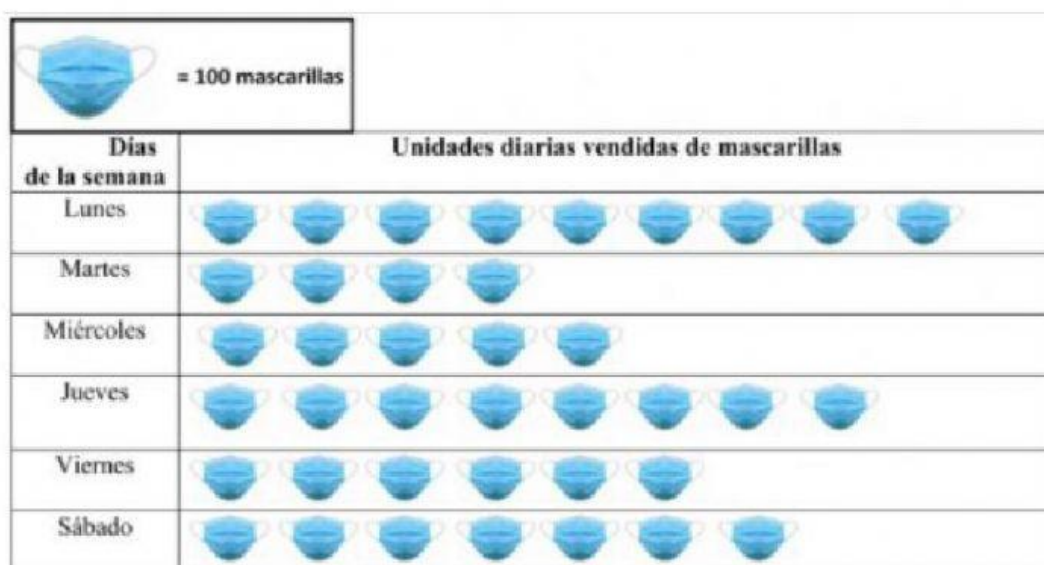 = 100 mascarillas
Días
de la semana
Unidades diarias vendidas de mascarillas
Lunes
Martes
Miércoles
Jueves
Viernes
Sábado